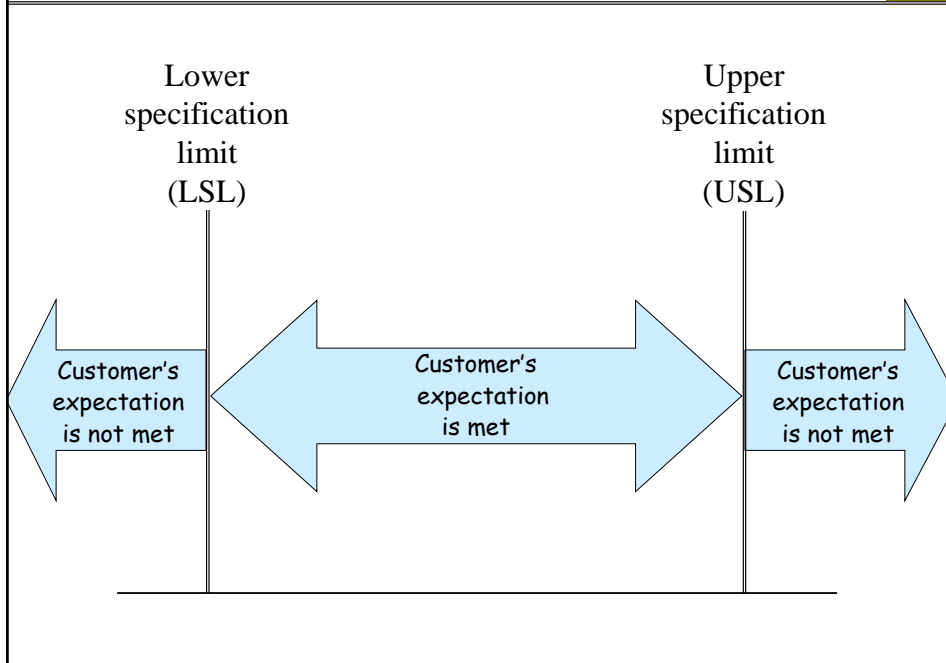 Lower
specification
limit
(LSL)
Upper
specification
limit
(USL)
Customer's
expectation
is not met
Customer's
expectation
is met
Customer's
expectation
is not met